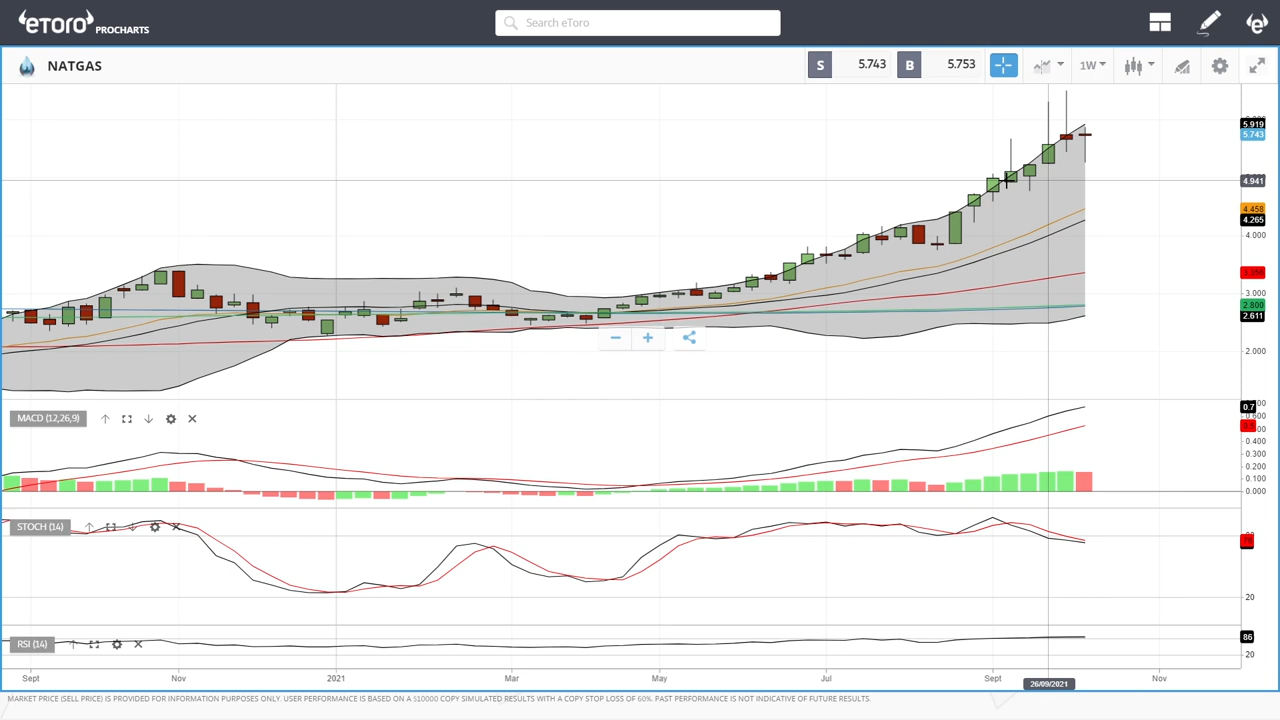 eToro PROCHARTS
Search eToro
NATGAS
S 5.743 B 5.753
1W
5.919
5.743
4.941
4.458
4.265
4.000
3.000
2.800
2.611
2.000
MACD (12,26,9)
0.7
0.600
0.400
0.300
0.200
0.100
0.000
STOCH (14)
20
RSI (14)
86
20
Sept Nov 2021 Mar May Jul Sept Nov
26/09/2021
MARKET PRICE (SELL PRICE) IS PROVIDED FOR INFORMATION PURPOSES ONLY. USER PERFORMANCE IS BASED ON A $10000 COPY SIMULATED RESULTS WITH A COPY STOP LOSS OF 60%. PAST PERFORMANCE IS NOT INDICATIVE OF FUTURE RESULTS.